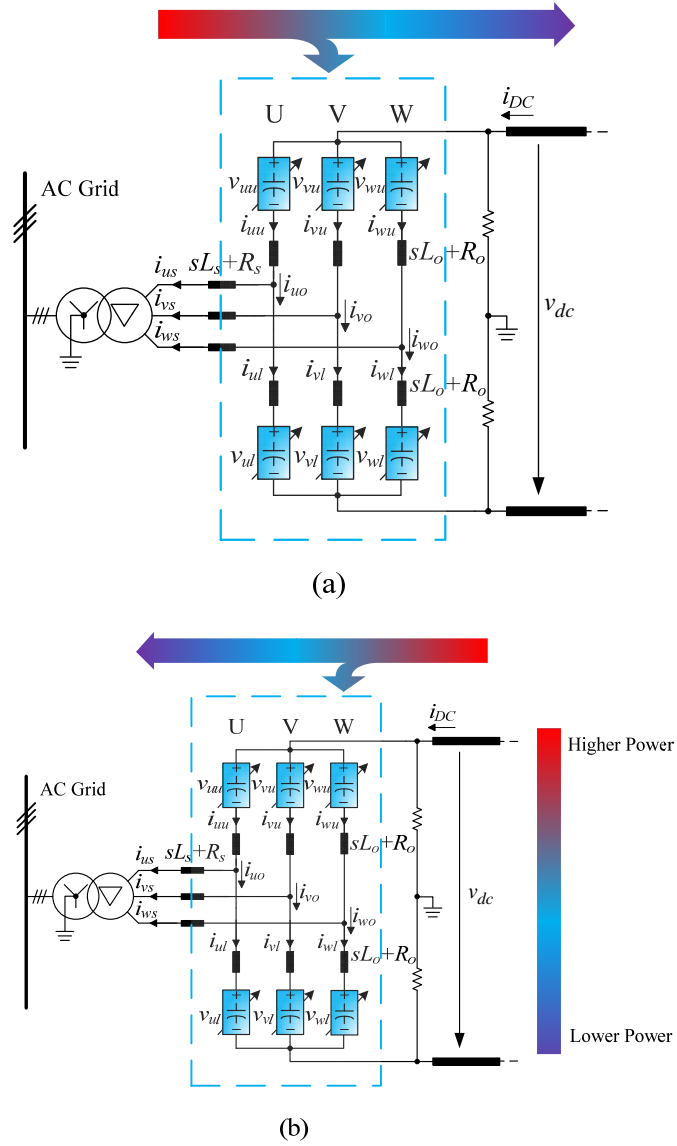 i_DC
U V W
AC Grid
v_uu v_vu v_wu
i_uu i_vu i_wu
sL_o+R_o
i_us sL_s+R_s
i_uo
i_vs
i_vo
v_dc
i_ws
i_wo
i_ul i_vl i_wl
sL_o+R_o
v_ul v_vl v_wl
(a)
U V W
i_DC
Higher Power
AC Grid
v_uu v_vu v_wu
i_uu i_vu i_wu
sL_o+R_o
i_us sL_s+R_s
i_uo
i_vs
i_vo
v_dc
i_ws
i_wo
i_ul i_vl i_wl
sL_o+R_o
v_ul v_vl v_wl
Lower Power
(b)